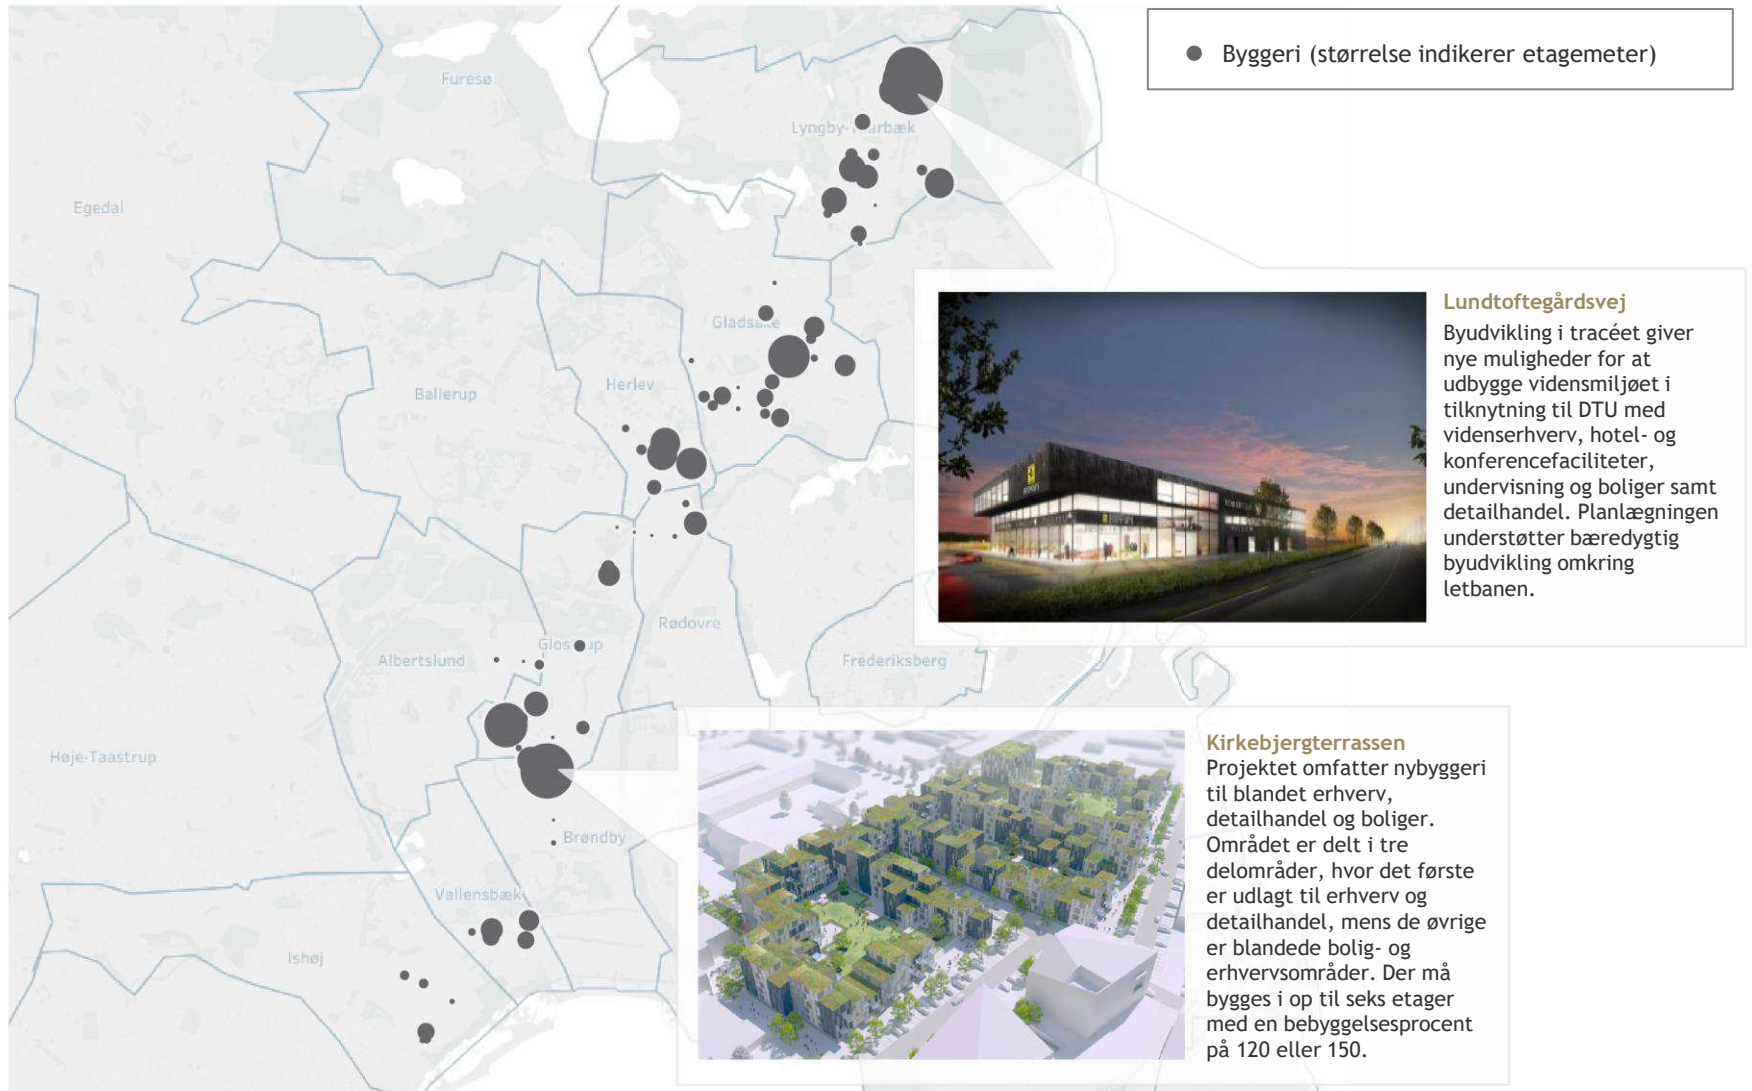 Byggeri (størrelse indikerer etagemeter)
Furesø
Lyngby-Taarbæk
Egedal
Gladsaxe
Herlev
Ballerup
Lundtoftegårdsvej
Byudvikling i tracéet giver
nye muligheder for at
udbygge vidensmiljøet i
tilknytning til DTU med
videnserhverv, hotel- og
konferencefaciliteter,
undervisning og boliger samt
detailhandel. Planlægningen
understøtter bæredygtig
byudvikling omkring
letbanen.
Rødovre
Glostrup
Albertslund
Frederiksberg
Høje-Taastrup
Brøndby
Vallensbæk
Ishøj
Kirkebjergterrassen
Projektet omfatter nybyggeri
til blandet erhverv,
detailhandel og boliger.
Området er delt i tre
delområder, hvor det første
er udlagt til erhverv og
detailhandel, mens de øvrige
er blandede bolig- og
erhvervsområder. Der må
bygges i op til seks etager
med en bebyggelsesprocent
på 120 eller 150.